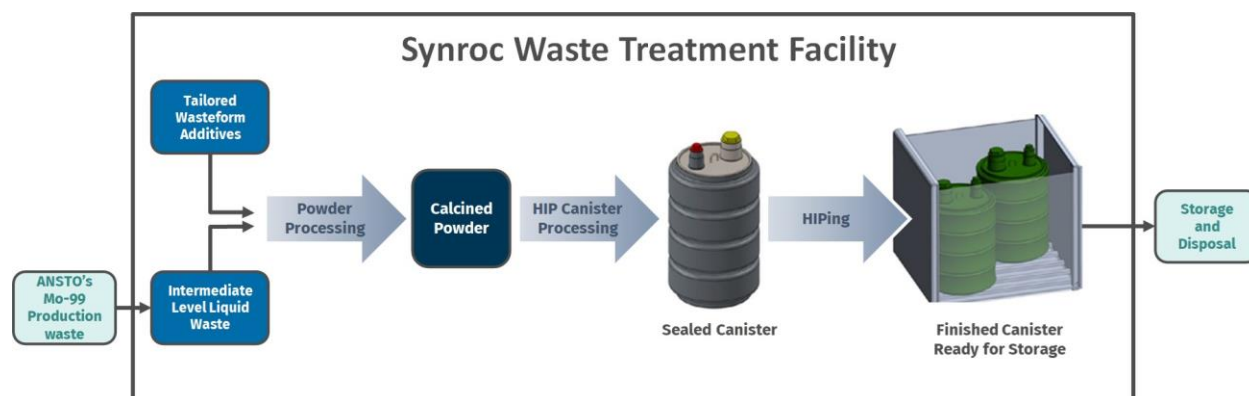 Synroc Waste Treatment Facility
Tailored
Wasteform
Additives
ANSTO's
Mo-99
Production
waste
Intermediate
Level Liquid
Waste
Powder
Processing
Calcined
Powder
HIP Canister
Processing
Sealed Canister
HIPing
Finished Canister
Ready for Storage
Storage
and
Disposal